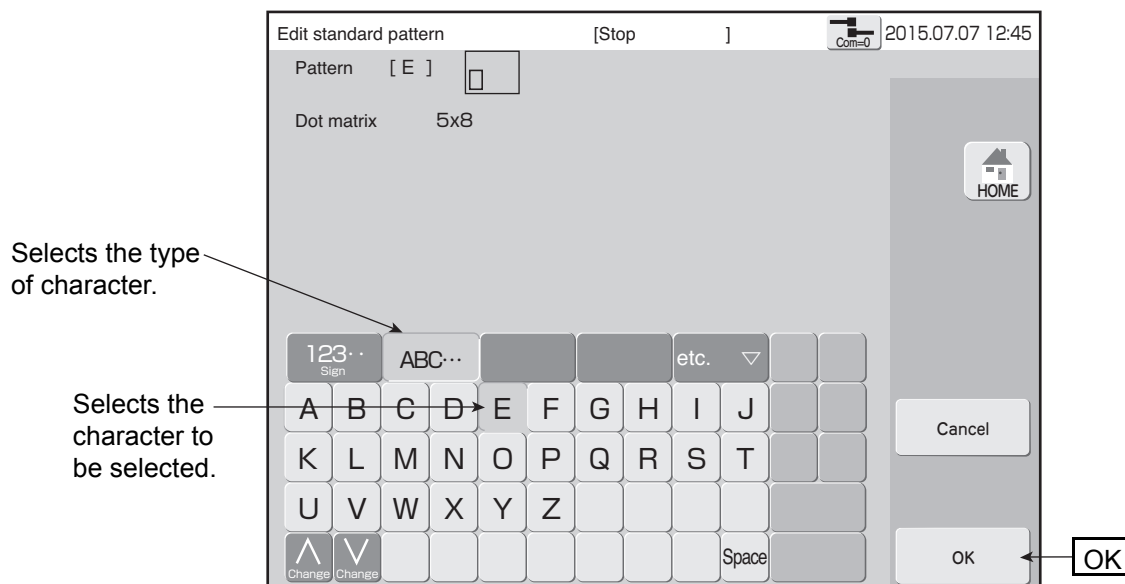 Edit standard pattern [Stop ] Com=0 2015.07.07 12:45
Pattern [ E ]
Dot matrix 5x8
HOME
Selects the type
of character.
123‥
Sign
ABC⋯
etc. ▽
Selects the
character to
be selected.
A B C D E F G H I J
K L M N O P Q R S T
U V W X Y Z
Change Change Space
Cancel
OK
OK